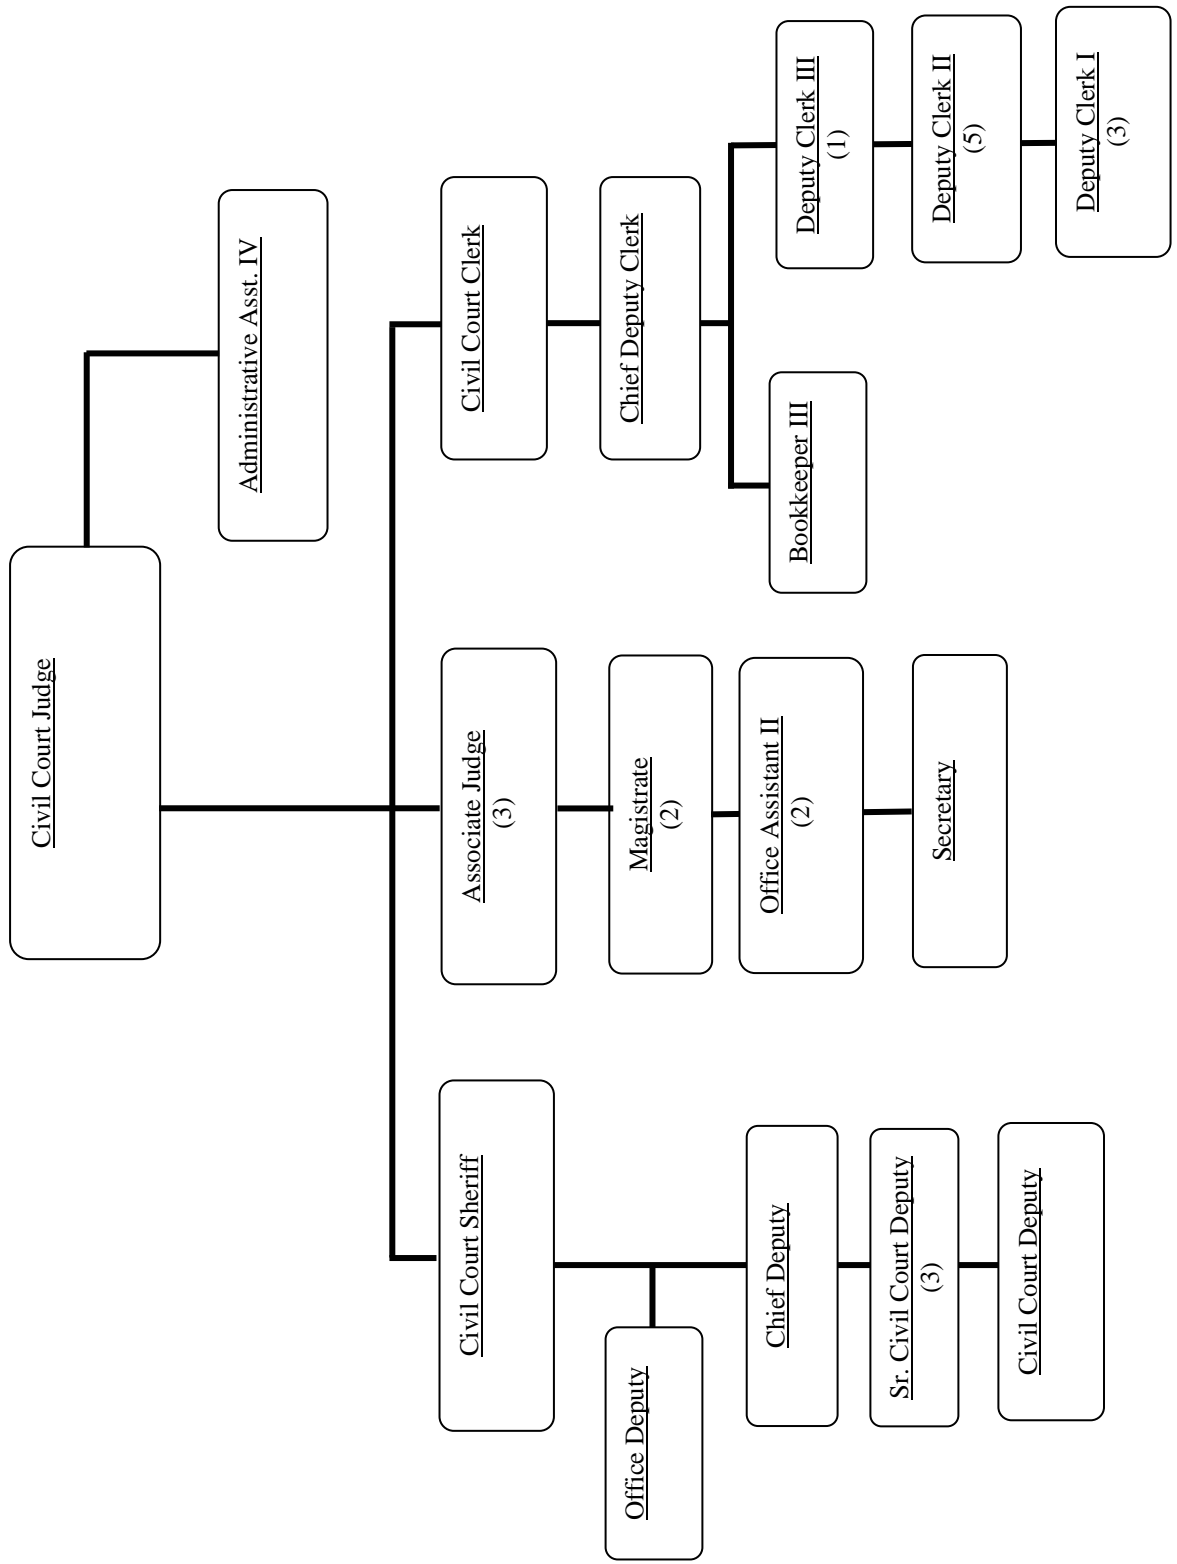 Civil Court Judge
Administrative Asst. IV
Civil Court Sheriff
Associate Judge
(3)
Civil Court Clerk
Office Deputy
Magistrate
(2)
Chief Deputy Clerk
Chief Deputy
Office Assistant II
(2)
Bookkeeper III
Deputy Clerk III
(1)
Sr. Civil Court Deputy
(3)
Secretary
Deputy Clerk II
(5)
Civil Court Deputy
Deputy Clerk I
(3)